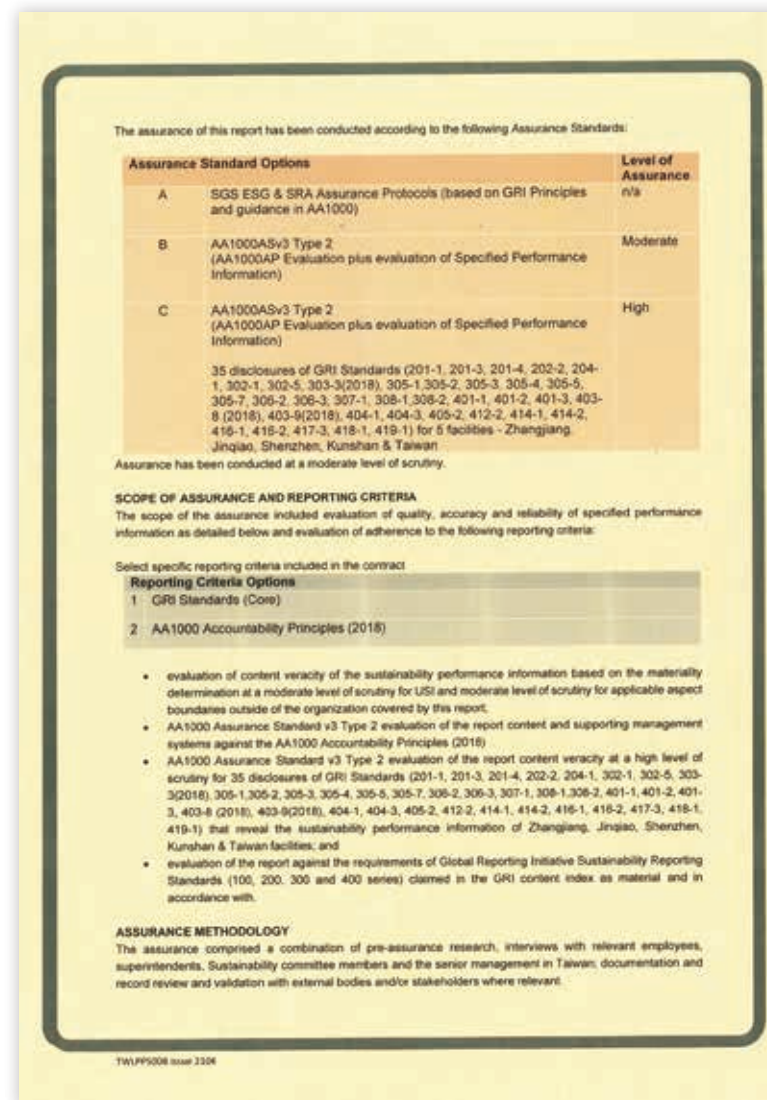 The assurance of this report has been conducted according to the following Assurance Standards:
Assurance Standard Options Level of
Assurance
A SGS ESG & SRA Assurance Protocols (based on GRI Principles n/a
and guidance in AA1000)
B AA1000ASv3 Type 2 Moderate
(AA1000AP Evaluation plus evaluation of Specified Performance
Information)
C AA1000ASv3 Type 2 High
(AA1000AP Evaluation plus evaluation of Specified Performance
Information)
35 disclosures of GRI Standards (201-1, 201-3, 201-4, 202-2, 204-
1, 302-1, 302-5, 303-3(2018), 305-1,305-2, 305-3, 305-4, 305-5,
305-7, 306-2, 306-3, 307-1, 308-1,308-2, 401-1, 401-2, 401-3, 403-
8 (2018), 403-9(2018), 404-1, 404-3, 405-2, 412-2, 414-1, 414-2,
416-1, 416-2, 417-3, 418-1, 419-1) for 5 facilities - Zhangjiang,
Jinqiao, Shenzhen, Kunshan & Taiwan
Assurance has been conducted at a moderate level of scrutiny.
SCOPE OF ASSURANCE AND REPORTING CRITERIA
The scope of the assurance included evaluation of quality, accuracy and reliability of specified performance
information as detailed below and evaluation of adherence to the following reporting criteria:
Select specific reporting criteria included in the contract
Reporting Criteria Options
1 GRI Standards (Core)
2 AA1000 Accountability Principles (2018)
• evaluation of content veracity of the sustainability performance information based on the materiality
determination at a moderate level of scrutiny for USI and moderate level of scrutiny for applicable aspect
boundaries outside of the organization covered by this report;
• AA1000 Assurance Standard v3 Type 2 evaluation of the report content and supporting management
systems against the AA1000 Accountability Principles (2018)
• AA1000 Assurance Standard v3 Type 2 evaluation of the report content veracity at a high level of
scrutiny for 35 disclosures of GRI Standards (201-1, 201-3, 201-4, 202-2, 204-1, 302-1, 302-5, 303-
3(2018), 305-1,305-2, 305-3, 305-4, 305-5, 305-7, 306-2, 306-3, 307-1, 308-1,308-2, 401-1, 401-2, 401-
3, 403-8 (2018), 403-9(2018), 404-1, 404-3, 405-2, 412-2, 414-1, 414-2, 416-1, 416-2, 417-3, 418-1,
419-1) that reveal the sustainability performance information of Zhangjiang, Jinqiao, Shenzhen,
Kunshan & Taiwan facilities; and
• evaluation of the report against the requirements of Global Reporting Initiative Sustainability Reporting
Standards (100, 200, 300 and 400 series) claimed in the GRI content index as material and in
accordance with.
ASSURANCE METHODOLOGY
The assurance comprised a combination of pre-assurance research, interviews with relevant employees,
superintendents, Sustainability committee members and the senior management in Taiwan; documentation and
record review and validation with external bodies and/or stakeholders where relevant.
TWLPP5008 Issue 2104